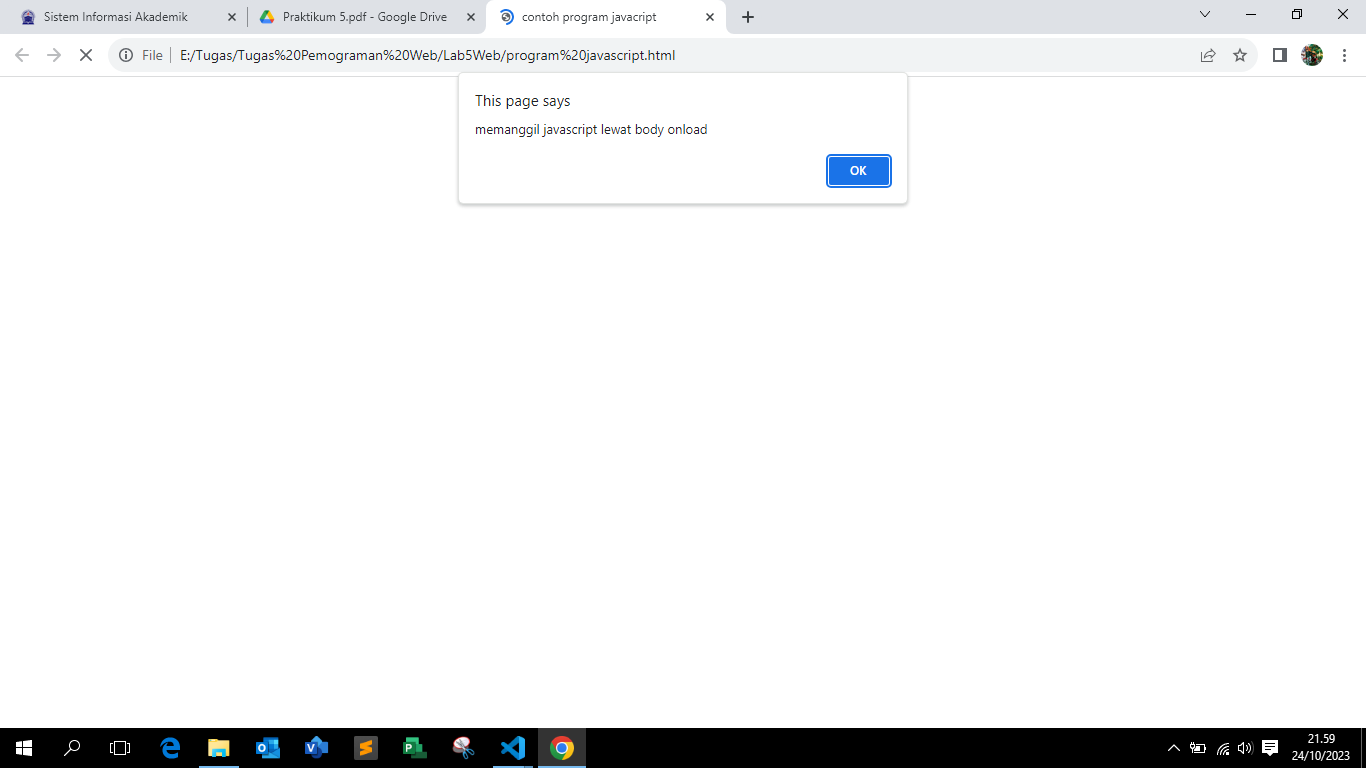 Sistem Informasi Akademik
Praktikum 5.pdf - Google Drive
contoh program javacript
File
E:/Tugas/Tugas%20Pemograman%20Web/Lab5Web/program%20javascript.html
This page says
memanggil javascript lewat body onload
OK
21.59
24/10/2023